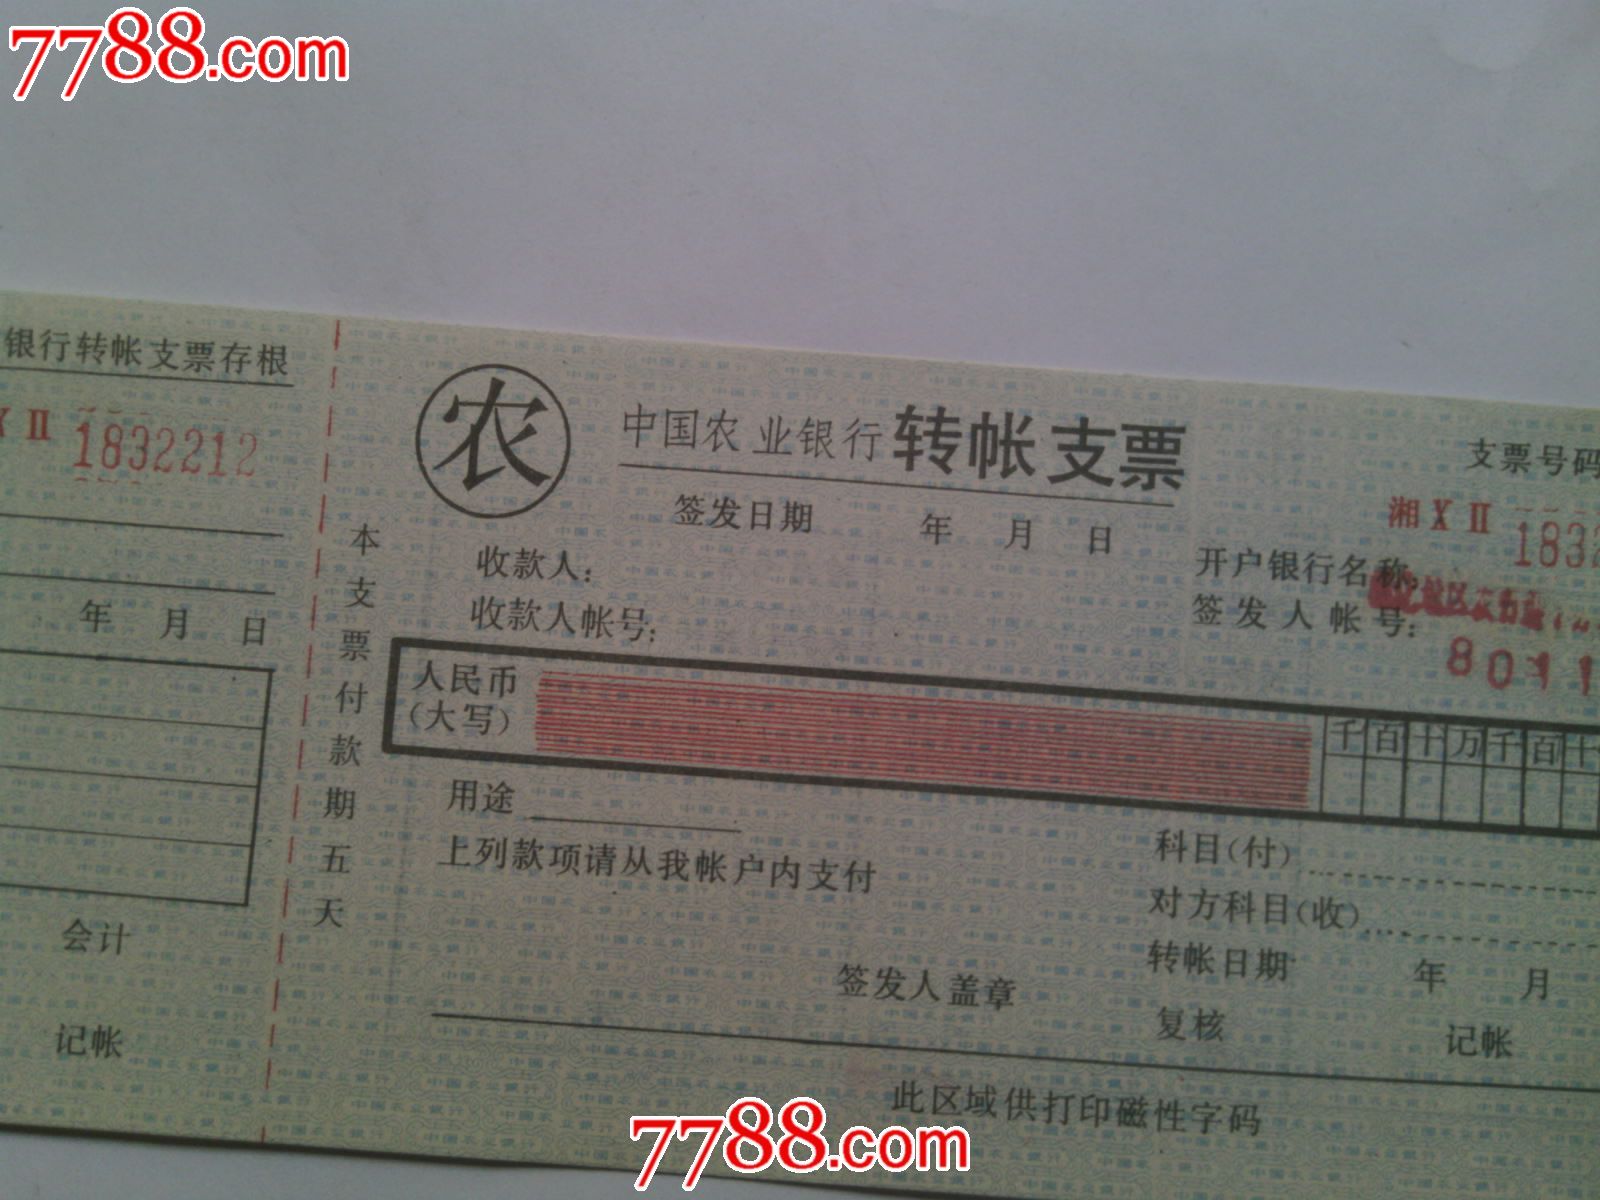 7788.com
银行转帐支票存根
X II 1832212
年 月 日
会计
记帐
本支票付款期五天
农
中国农业银行转帐支票
签发日期 年 月 日
收款人:
收款人帐号:
支票号码
湘 X II 1832
开户银行名称:
签发人帐号:
8011
人民币
(大写)
千百十万千百十
用途
上列款项请从我帐户内支付
签发人盖章
科目(付)
对方科目(收)
转帐日期 年 月
复核 记帐
此区域供打印磁性字码
7788.com